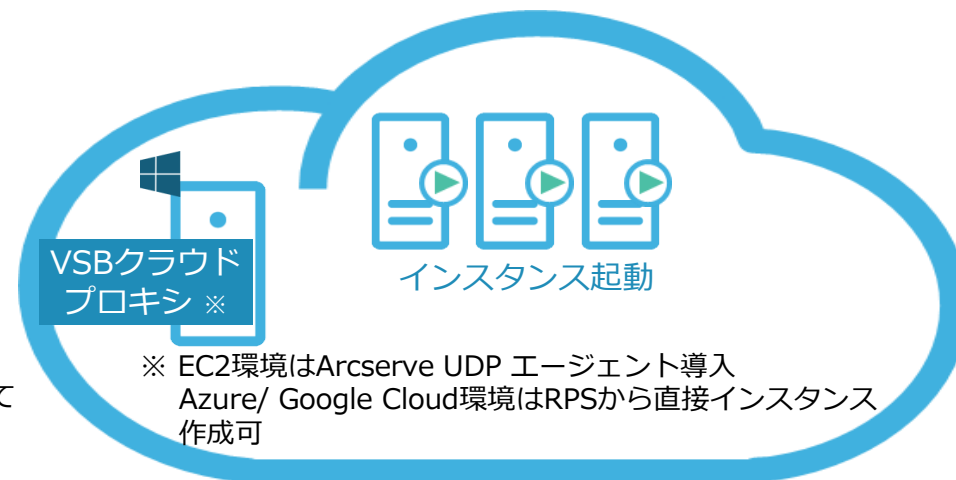 VSBクラウド
プロキシ ※
インスタンス起動
※ EC2環境はArcserve UDP エージェント導入
Azure/ Google Cloud環境はRPSから直接インスタンス
作成可
て